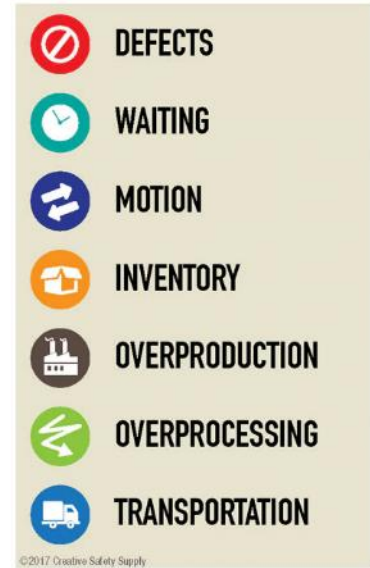 DEFECTS
WAITING
MOTION
INVENTORY
OVERPRODUCTION
OVERPROCESSING
TRANSPORTATION
©2017 Creative Safety Supply